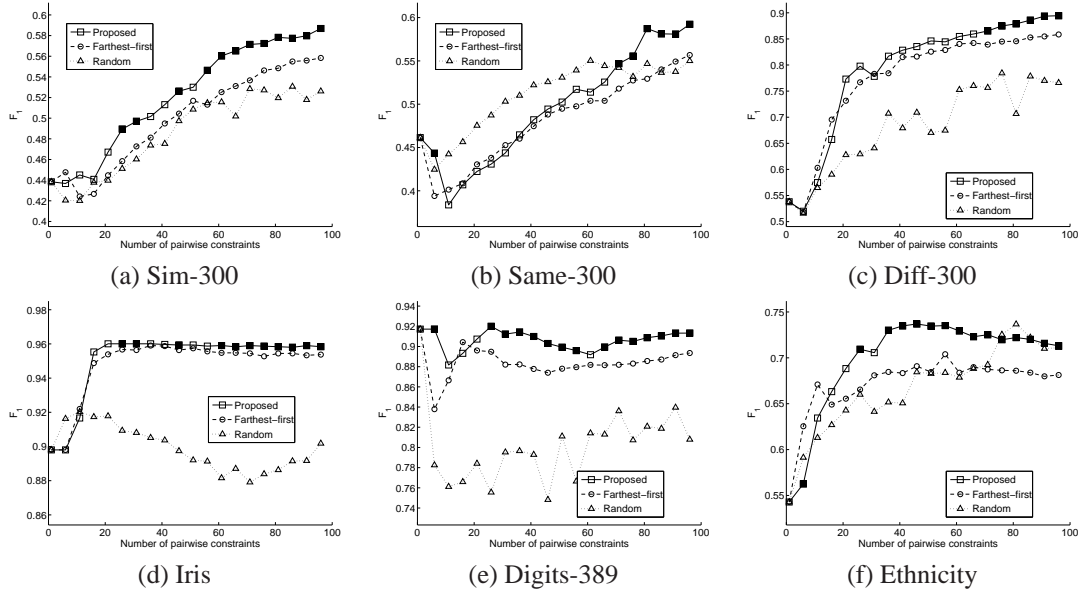 0.6
0.58
0.56
0.54
0.52
0.5
0.48
0.46
0.44
0.42
0.4
F1
0 20 40 60 80 100
Number of pairwise constraints
Proposed
Farthest−first
Random
(a) Sim-300
0.6
0.5
0.4
F1
0 20 40 60 80 100
Number of pairwise constraints
Proposed
Farthest−first
Random
(b) Same-300
0.9
0.85
0.8
0.75
0.7
0.65
0.6
0.55
0.5
F1
0 20 40 60 80 100
Number of pairwise constraints
Proposed
Farthest−first
Random
(c) Diff-300
0.98
0.96
0.94
0.92
0.9
0.88
0.86
F1
0 20 40 60 80 100
Number of pairwise constraints
Proposed
Farthest−first
Random
(d) Iris
0.94
0.92
0.9
0.88
0.86
0.84
0.82
0.8
0.78
0.76
0.74
F1
0 20 40 60 80 100
Number of pairwise constraints
Proposed
Farthest−first
Random
(e) Digits-389
0.75
0.7
0.65
0.6
0.55
F1
0 20 40 60 80 100
Number of pairwise constraints
Proposed
Farthest−first
Random
(f) Ethnicity